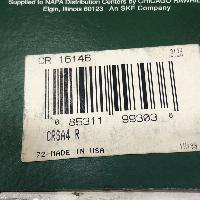 Supplied to NAPA Distribution Centers by CHICAGO RAWHIDE
Elgin, Illinois 60123 An SKF Company
CR 16146
0 85311 99303
CRSA4 R
72-MADE IN USA